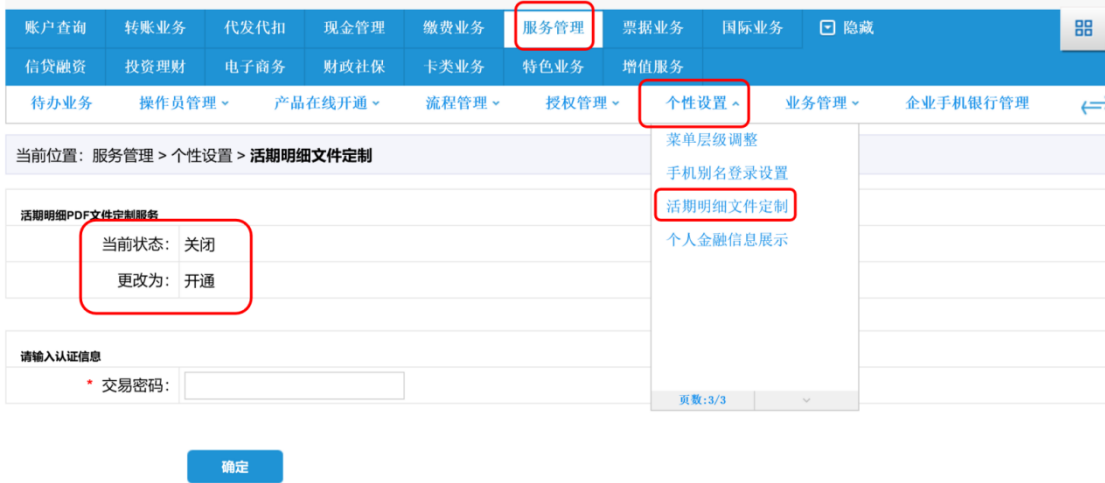 账户查询 转账业务 代发代扣 现金管理 缴费业务 服务管理 票据业务 国际业务 隐藏
信贷融资 投资理财 电子商务 财政社保 卡类业务 特色业务 增值服务
待办业务 操作员管理 产品在线开通 流程管理 授权管理 个性设置 业务管理 企业手机银行管理
菜单层级调整
当前位置：服务管理 > 个性设置 > 活期明细文件定制
手机别名登录设置
活期明细文件定制
活期明细PDF文件定制服务
个人金融信息展示
当前状态： 关闭
更改为： 开通
请输入认证信息
* 交易密码：
页数:3/3
确定